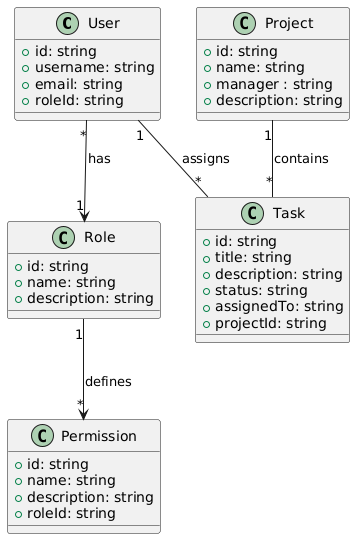 C User
id: string
username: string
email: string
roleId: string
C Project
id: string
name: string
manager : string
description: string
* 1 1
has assigns contains
1 * *
C Role
id: string
name: string
description: string
C Task
id: string
title: string
description: string
status: string
assignedTo: string
projectId: string
1
defines
*
C Permission
id: string
name: string
description: string
roleId: string